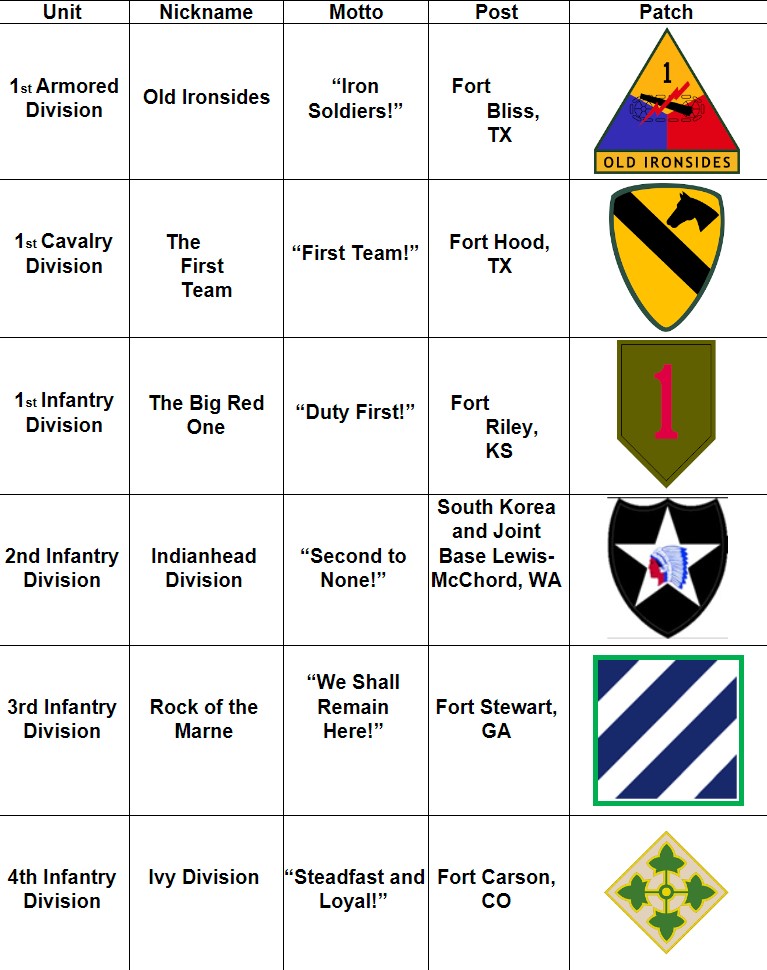 Unit Nickname Motto Post Patch
1st Armored
Division
Old Ironsides
“Iron
Soldiers!”
Fort
Bliss,
TX
1
OLD IRONSIDES
1st Cavalry
Division
The
First
Team
“First Team!”
Fort Hood,
TX
1st Infantry
Division
The Big Red
One
“Duty First!”
Fort
Riley,
KS
1
2nd Infantry
Division
Indianhead
Division
“Second to
None!”
South Korea
and Joint
Base Lewis-
McChord, WA
3rd Infantry
Division
Rock of the
Marne
“We Shall
Remain
Here!”
Fort Stewart,
GA
4th Infantry
Division
Ivy Division
“Steadfast and
Loyal!”
Fort Carson,
CO